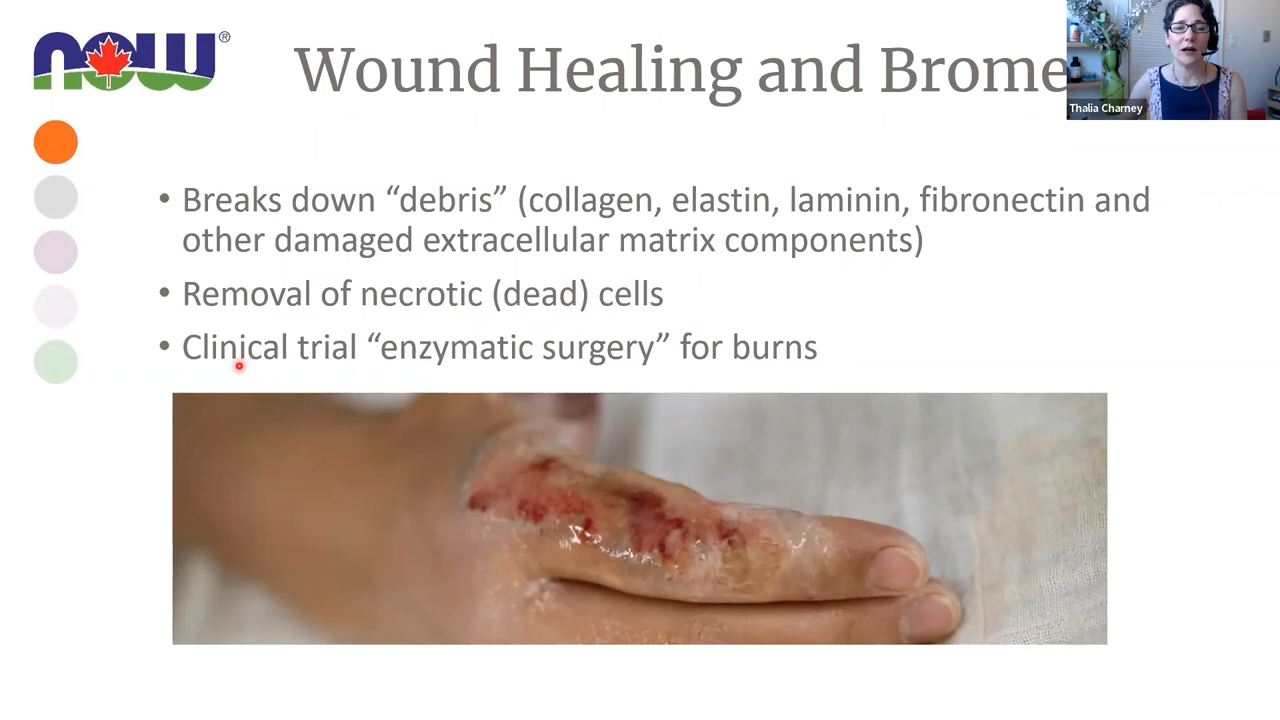 now®
Wound Healing and Brome
Thalia Charney
• Breaks down “debris” (collagen, elastin, laminin, fibronectin and
other damaged extracellular matrix components)
• Removal of necrotic (dead) cells
• Clinical trial “enzymatic surgery” for burns